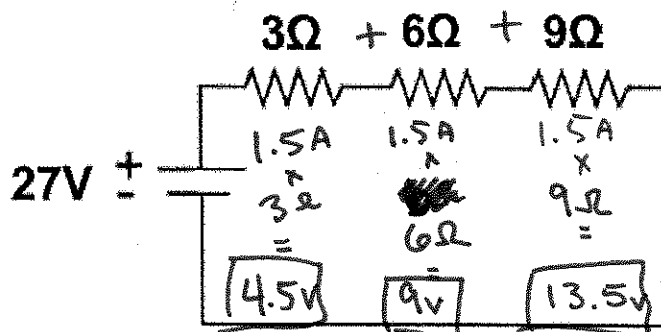 3Ω + 6Ω + 9Ω
1.5A 1.5A 1.5A
x x x
27V + -
3Ω 9Ω
= 6Ω =
=
4.5v 9v 13.5v